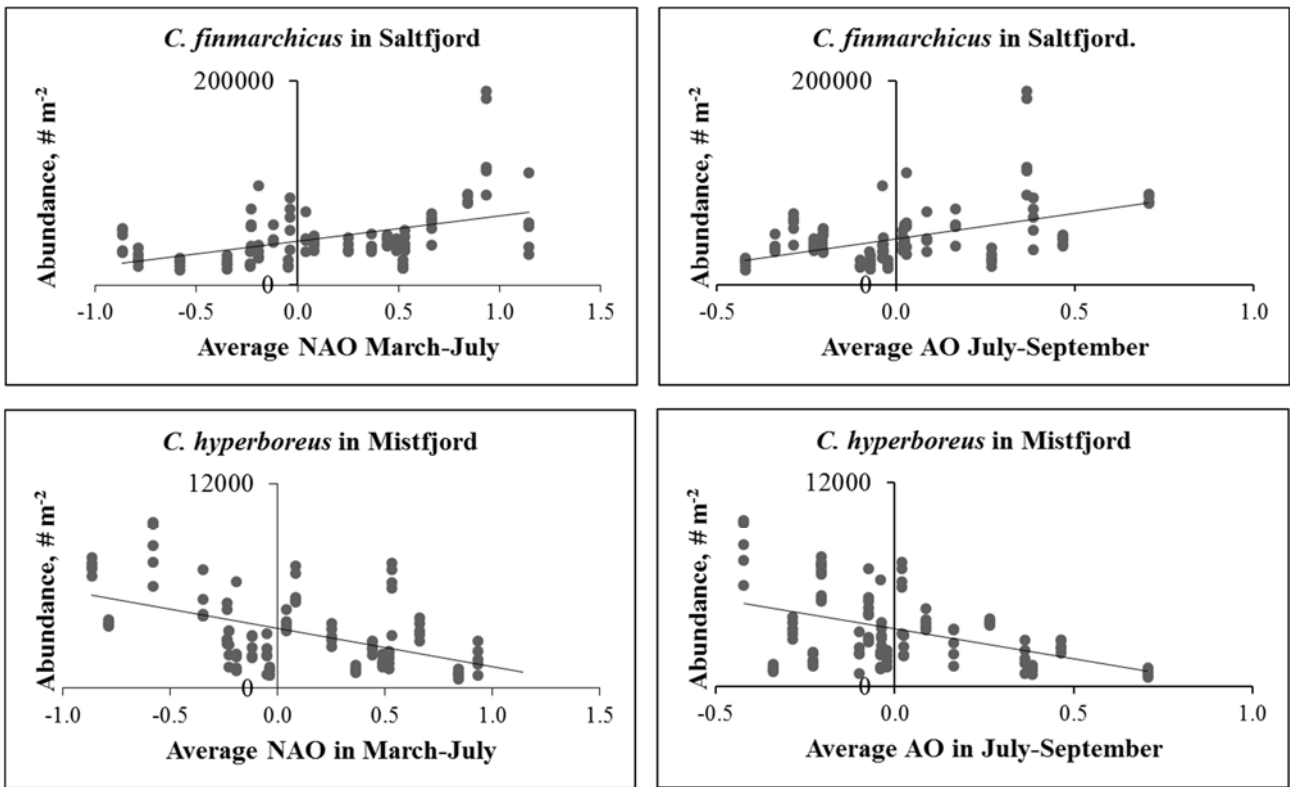 C. finmarchicus in Saltfjord
200000
Abundance, # m-2
0
-1.0 -0.5 0.0 0.5 1.0 1.5
Average NAO March-July
C. finmarchicus in Saltfjord.
200000
Abundance, # m-2
0
-0.5 0.0 0.5 1.0
Average AO July-September
C. hyperboreus in Mistfjord
12000
Abundance, # m-2
0
-1.0 -0.5 0.0 0.5 1.0 1.5
Average NAO in March-July
C. hyperboreus in Mistfjord
12000
Abundance, # m-2
0
-0.5 0.0 0.5 1.0
Average AO in July-September